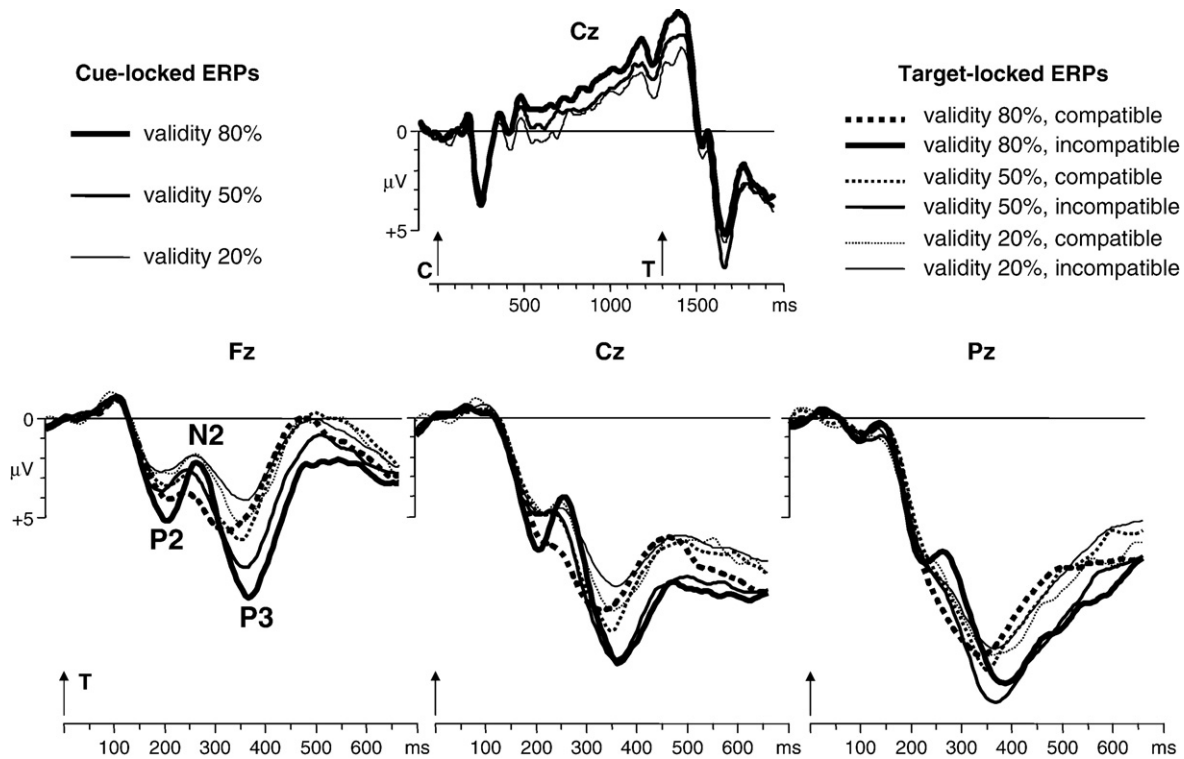 Cz
Cue-locked ERPs
validity 80%
validity 50%
validity 20%
0
μV
+5
C
T
500 1000 1500 ms
Target-locked ERPs
validity 80%, compatible
validity 80%, incompatible
validity 50%, compatible
validity 50%, incompatible
validity 20%, compatible
validity 20%, incompatible
Fz
Cz
Pz
0
μV
+5
N2
P2
P3
T
100 200 300 400 500 600 ms
100 200 300 400 500 600 ms
100 200 300 400 500 600 ms